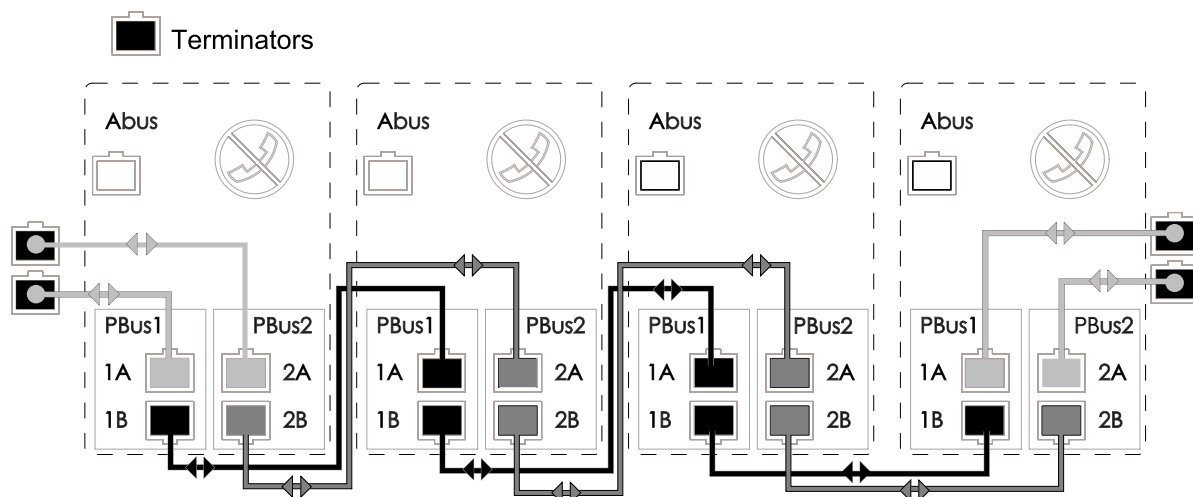 Terminators
Abus Abus Abus Abus
PBus1 PBus2 PBus1 PBus2 PBus1 PBus2 PBus1 PBus2
1A 2A 1A 2A 1A 2A 1A 2A
1B 2B 1B 2B 1B 2B 1B 2B